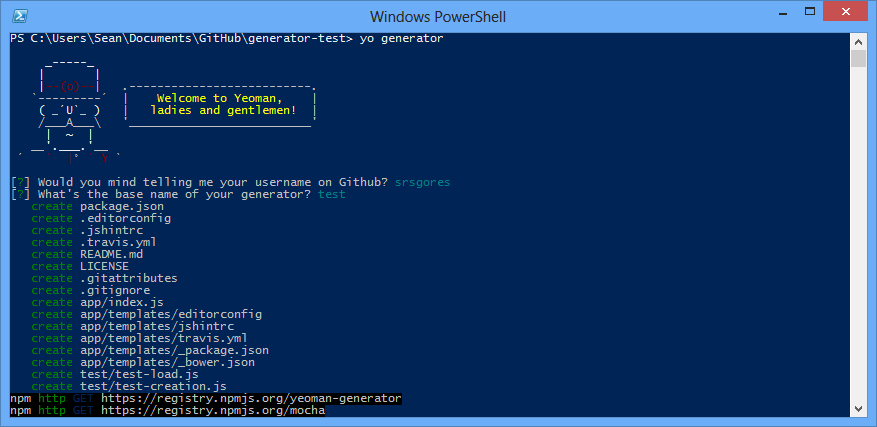 Windows PowerShell
PS C:\Users\Sean\Documents\GitHub\generator-test> yo generator
     _-----_
    |       |
    |--(o)--|   .--------------------------.
   `---------´  |    Welcome to Yeoman,    |
    ( _´U`_ )   |   ladies and gentlemen!  |
    /___A___\   '__________________________'
     |  ~  |
   __'.___.'__
 ´   `  |° ´ Y `
[?] Would you mind telling me your username on Github? srsgores
[?] What's the base name of your generator? test
   create package.json
   create .editorconfig
   create .jshintrc
   create .travis.yml
   create README.md
   create LICENSE
   create .gitattributes
   create .gitignore
   create app/index.js
   create app/templates/editorconfig
   create app/templates/jshintrc
   create app/templates/travis.yml
   create app/templates/_package.json
   create app/templates/_bower.json
   create test/test-load.js
   create test/test-creation.js
npm http GET https://registry.npmjs.org/yeoman-generator
npm http GET https://registry.npmjs.org/mocha